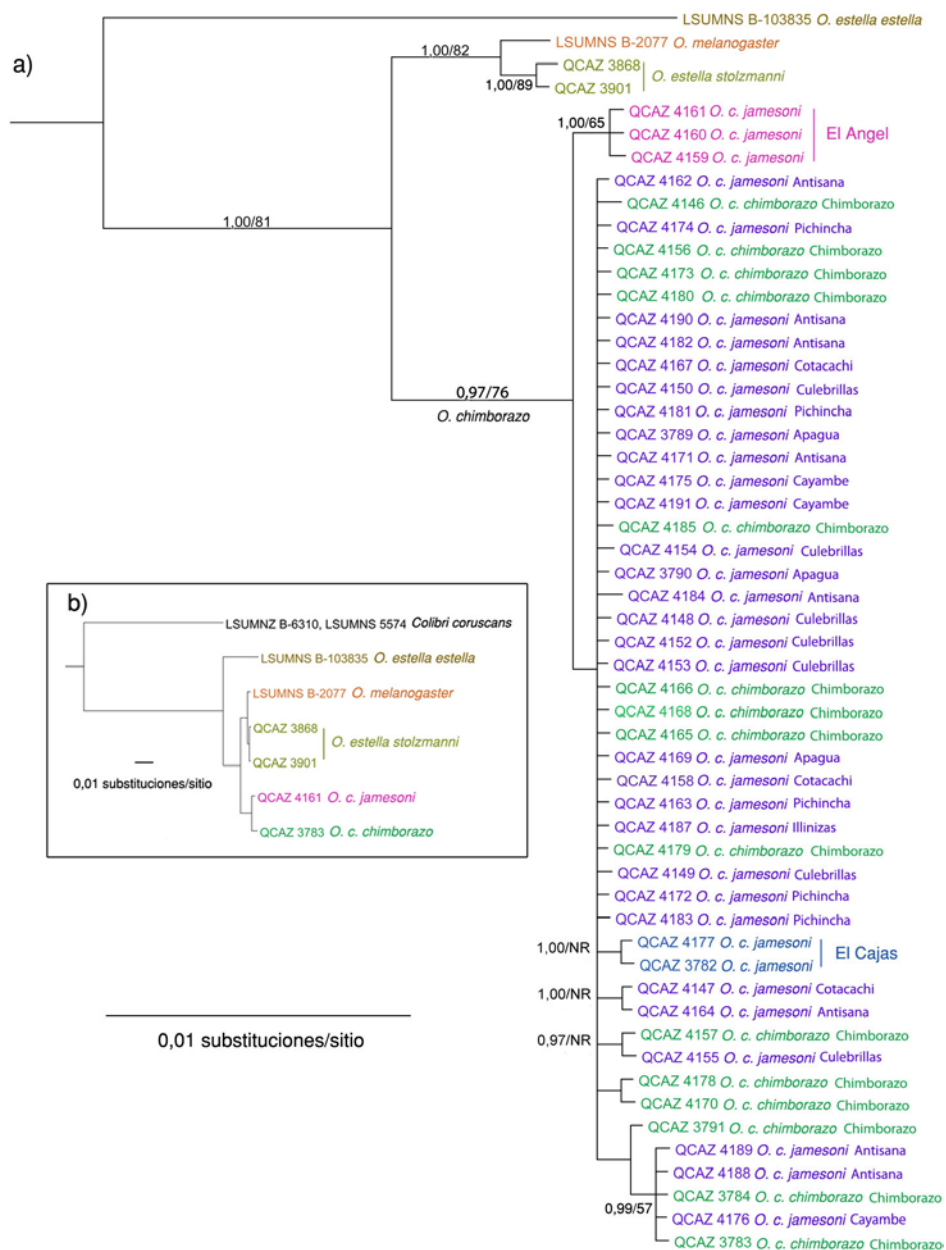 a)
LSUMNS B-103835 O. estella estella
LSUMNS B-2077 O. melanogaster
1,00/82
QCAZ 3868
O. estella stolzmanni
1,00/89
QCAZ 3901
1,00/65
QCAZ 4161 O. c. jamesoni
QCAZ 4160 O. c. jamesoni
El Angel
QCAZ 4159 O. c. jamesoni
QCAZ 4162 O. c. jamesoni Antisana
QCAZ 4146 O. c. chimborazo Chimborazo
1.00/81
QCAZ 4174 O. c. jamesoni Pichincha
QCAZ 4156 O. c. chimborazo Chimborazo
QCAZ 4173 O. c. chimborazo Chimborazo
QCAZ 4180 O. c. chimborazo Chimborazo
QCAZ 4190 O. c. jamesoni Antisana
QCAZ 4182 O. c. jamesoni Antisana
QCAZ 4167 O. c. jamesoni Cotacachi
0,97/76
O. chimborazo
QCAZ 4150 O. c. jamesoni Culebrillas
QCAZ 4181 O. c. jamesoni Pichincha
QCAZ 3789 O. c. jamesoni Apagua
QCAZ 4171 O. c. jamesoni Antisana
QCAZ 4175 O. c. jamesoni Cayambe
QCAZ 4191 O. c. jamesoni Cayambe
QCAZ 4185 O. c. chimborazo Chimborazo
QCAZ 4154 O. c. jamesoni Culebrillas
QCAZ 3790 O. c. jamesoni Apagua
QCAZ 4184 O. c. jamesoni Antisana
QCAZ 4148 O. c. jamesoni Culebrillas
QCAZ 4152 O. c. jamesoni Culebrillas
QCAZ 4153 O. c. jamesoni Culebrillas
QCAZ 4166 O. c. chimborazo Chimborazo
QCAZ 4168 O. c. chimborazo Chimborazo
QCAZ 4165 O. c. chimborazo Chimborazo
QCAZ 4169 O. c. jamesoni Apagua
QCAZ 4158 O. c. jamesoni Cotacachi
QCAZ 4163 O. c. jamesoni Pichincha
QCAZ 4187 O. c. jamesoni Illinizas
QCAZ 4179 O. c. chimborazo Chimborazo
QCAZ 4149 O. c. jamesoni Culebrillas
QCAZ 4172 O. c. jamesoni Pichincha
QCAZ 4183 O. c. jamesoni Pichincha
1,00/NR
QCAZ 4177 O. c. jamesoni
El Cajas
QCAZ 3782 O. c. jamesoni
1,00/NR
QCAZ 4147 O. c. jamesoni Cotacachi
QCAZ 4164 O. c. jamesoni Antisana
0,97/NR
QCAZ 4157 O. c. chimborazo Chimborazo
QCAZ 4155 O. c. jamesoni Culebrillas
QCAZ 4178 O. c. chimborazo Chimborazo
QCAZ 4170 O. c. chimborazo Chimborazo
QCAZ 3791 O. c. chimborazo Chimborazo
QCAZ 4189 O. c. jamesoni Antisana
QCAZ 4188 O. c. jamesoni Antisana
QCAZ 3784 O. c. chimborazo Chimborazo
0,99/57
QCAZ 4176 O. c. jamesoni Cayambe
QCAZ 3783 O. c. chimborazo Chimborazo
0,01 substituciones/sitio
b)
LSUMNZ B-6310, LSUMNS 5574 Colibri coruscans
LSUMNS B-103835 O. estella estella
LSUMNS B-2077 O. melanogaster
QCAZ 3868
O. estella stolzmanni
QCAZ 3901
0,01 substituciones/sitio
QCAZ 4161 O. c. jamesoni
QCAZ 3783 O. c. chimborazo